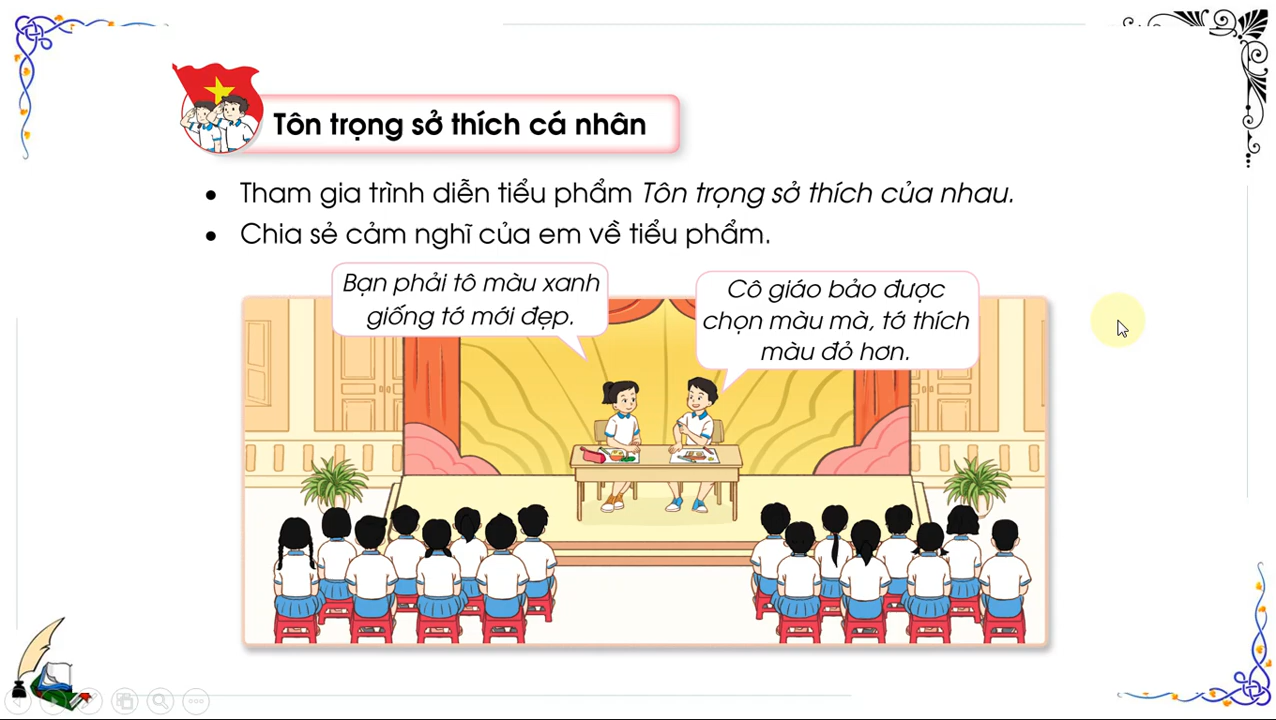 Tôn trọng sở thích cá nhân
• Tham gia trình diễn tiểu phẩm Tôn trọng sở thích của nhau.
• Chia sẻ cảm nghĩ của em về tiểu phẩm.
Bạn phải tô màu xanh
giống tớ mới đẹp.
Cô giáo bảo được
chọn màu mà, tớ thích
màu đỏ hơn.